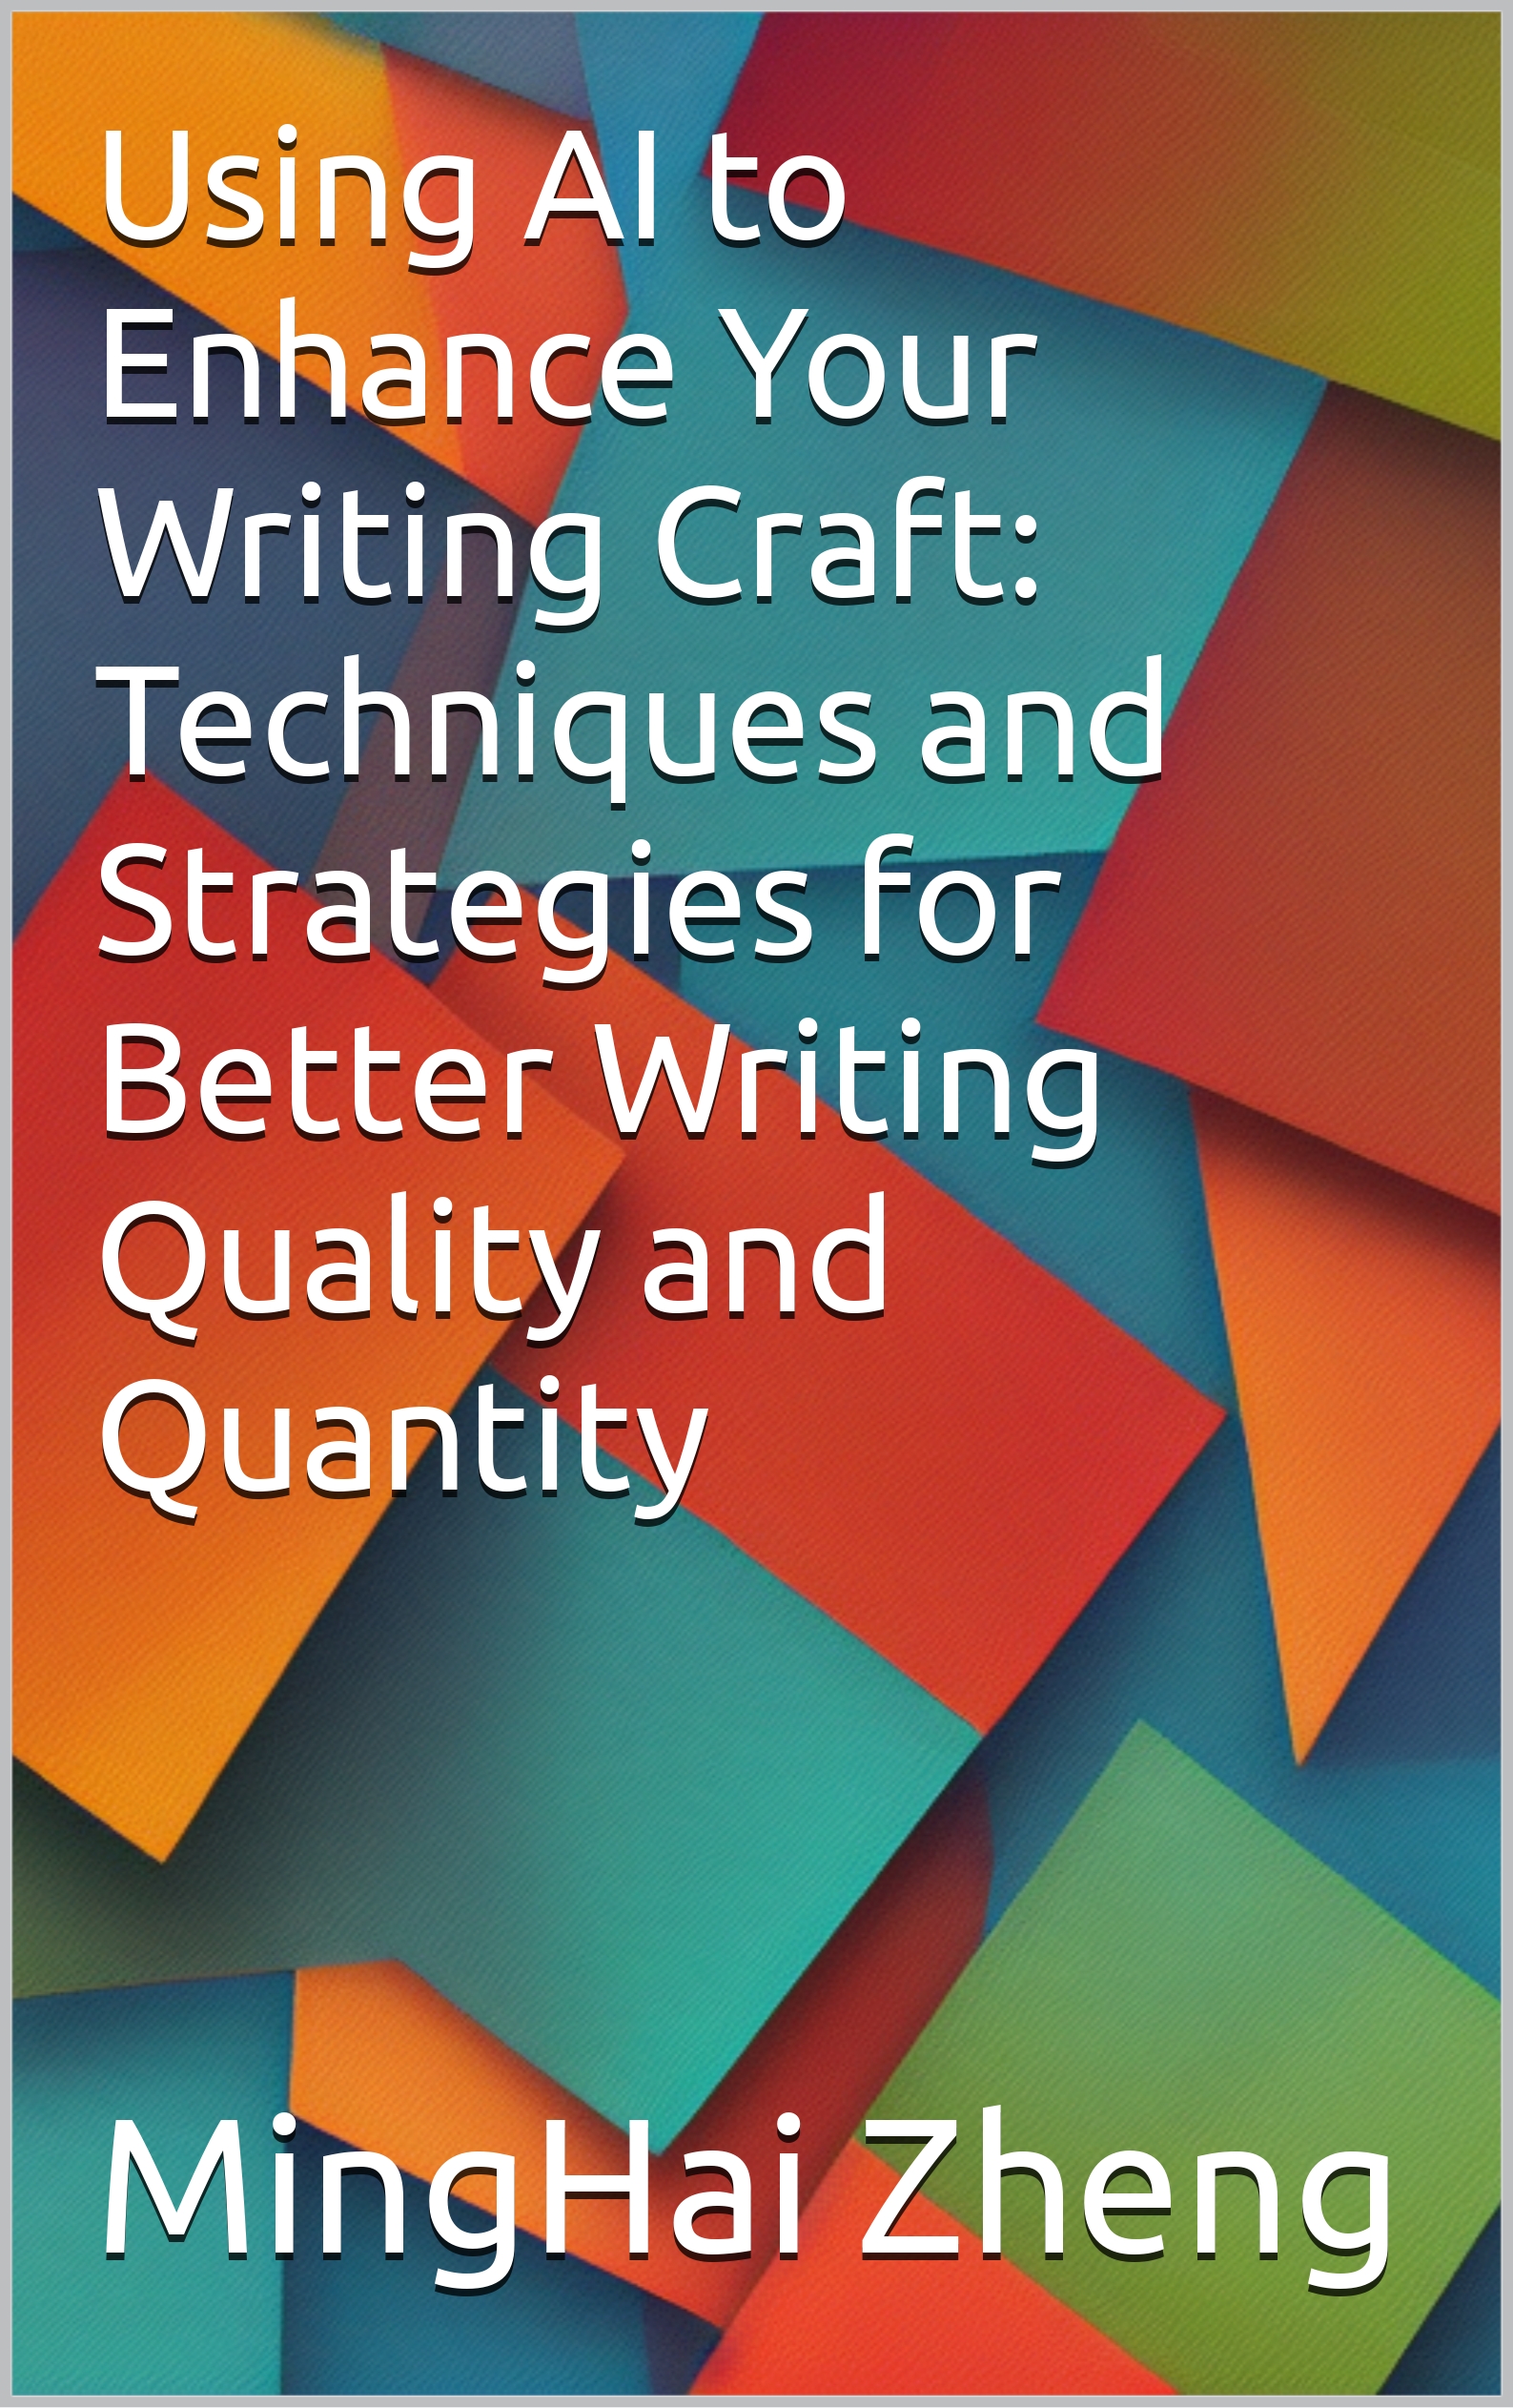 Using AI to
Enhance Your
Writing Craft:
Techniques and
Strategies for
Better Writing
Quality and
Quantity
MingHai Zheng